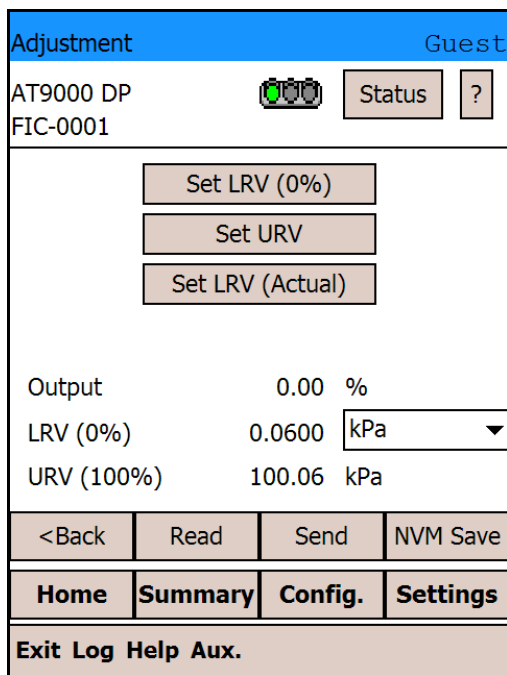 Adjustment Guest
AT9000 DP Status ?
FIC-0001
Set LRV (0%)
Set URV
Set LRV (Actual)
Output 0.00 %
LRV (0%) 0.0600 kPa
URV (100%) 100.06 kPa
<Back Read Send NVM Save
Home Summary Config. Settings
Exit Log Help Aux.